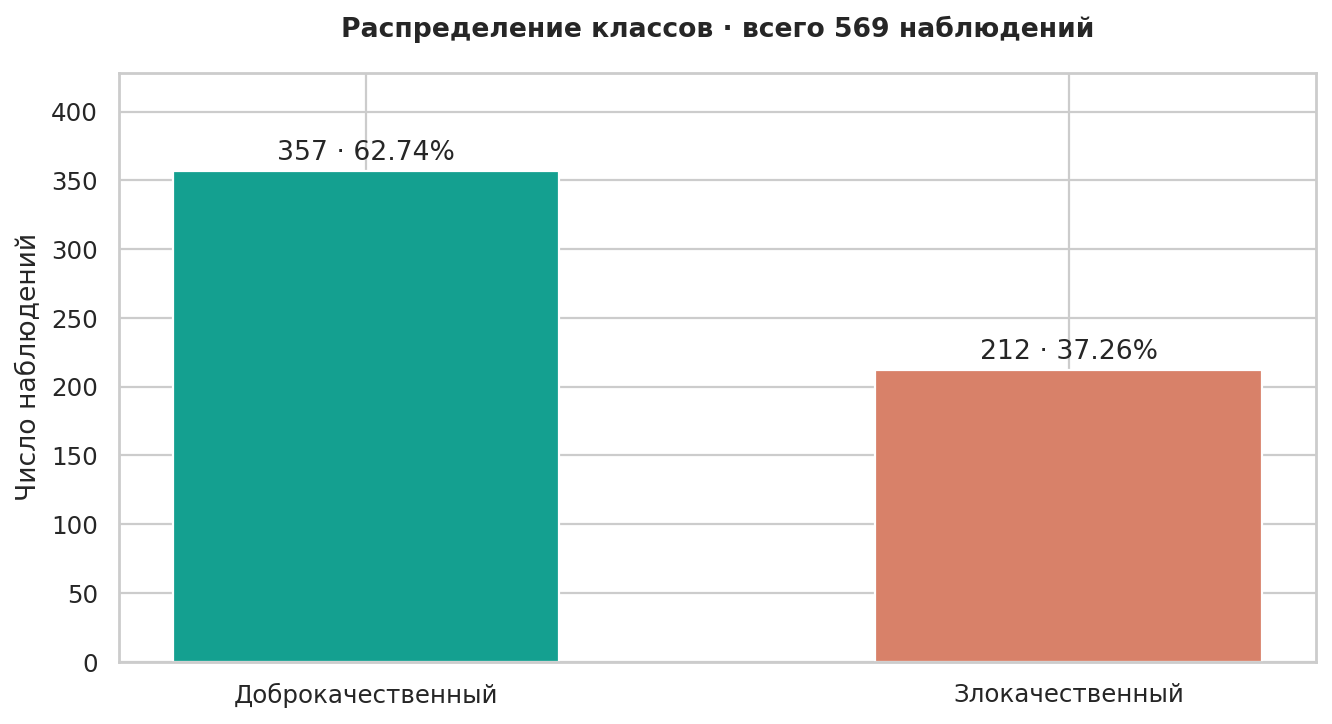 Распределение классов · всего 569 наблюдений
Число наблюдений
400
350
300
250
200
150
100
50
0
357 · 62.74%
212 · 37.26%
Доброкачественный
Злокачественный